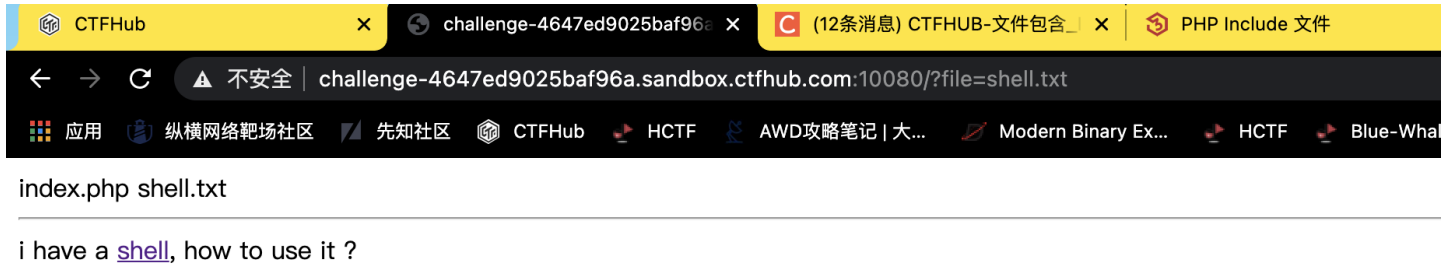 CTFHub challenge-4647ed9025baf96a (12条消息) CTFHUB-文件包含_ PHP Include 文件
不安全 challenge-4647ed9025baf96a.sandbox.ctfhub.com:10080/?file=shell.txt
应用 纵横网络靶场社区 先知社区 CTFHub HCTF AWD攻略笔记 | 大... Modern Binary Ex... HCTF Blue-Whal
index.php shell.txt
i have a shell, how to use it ?